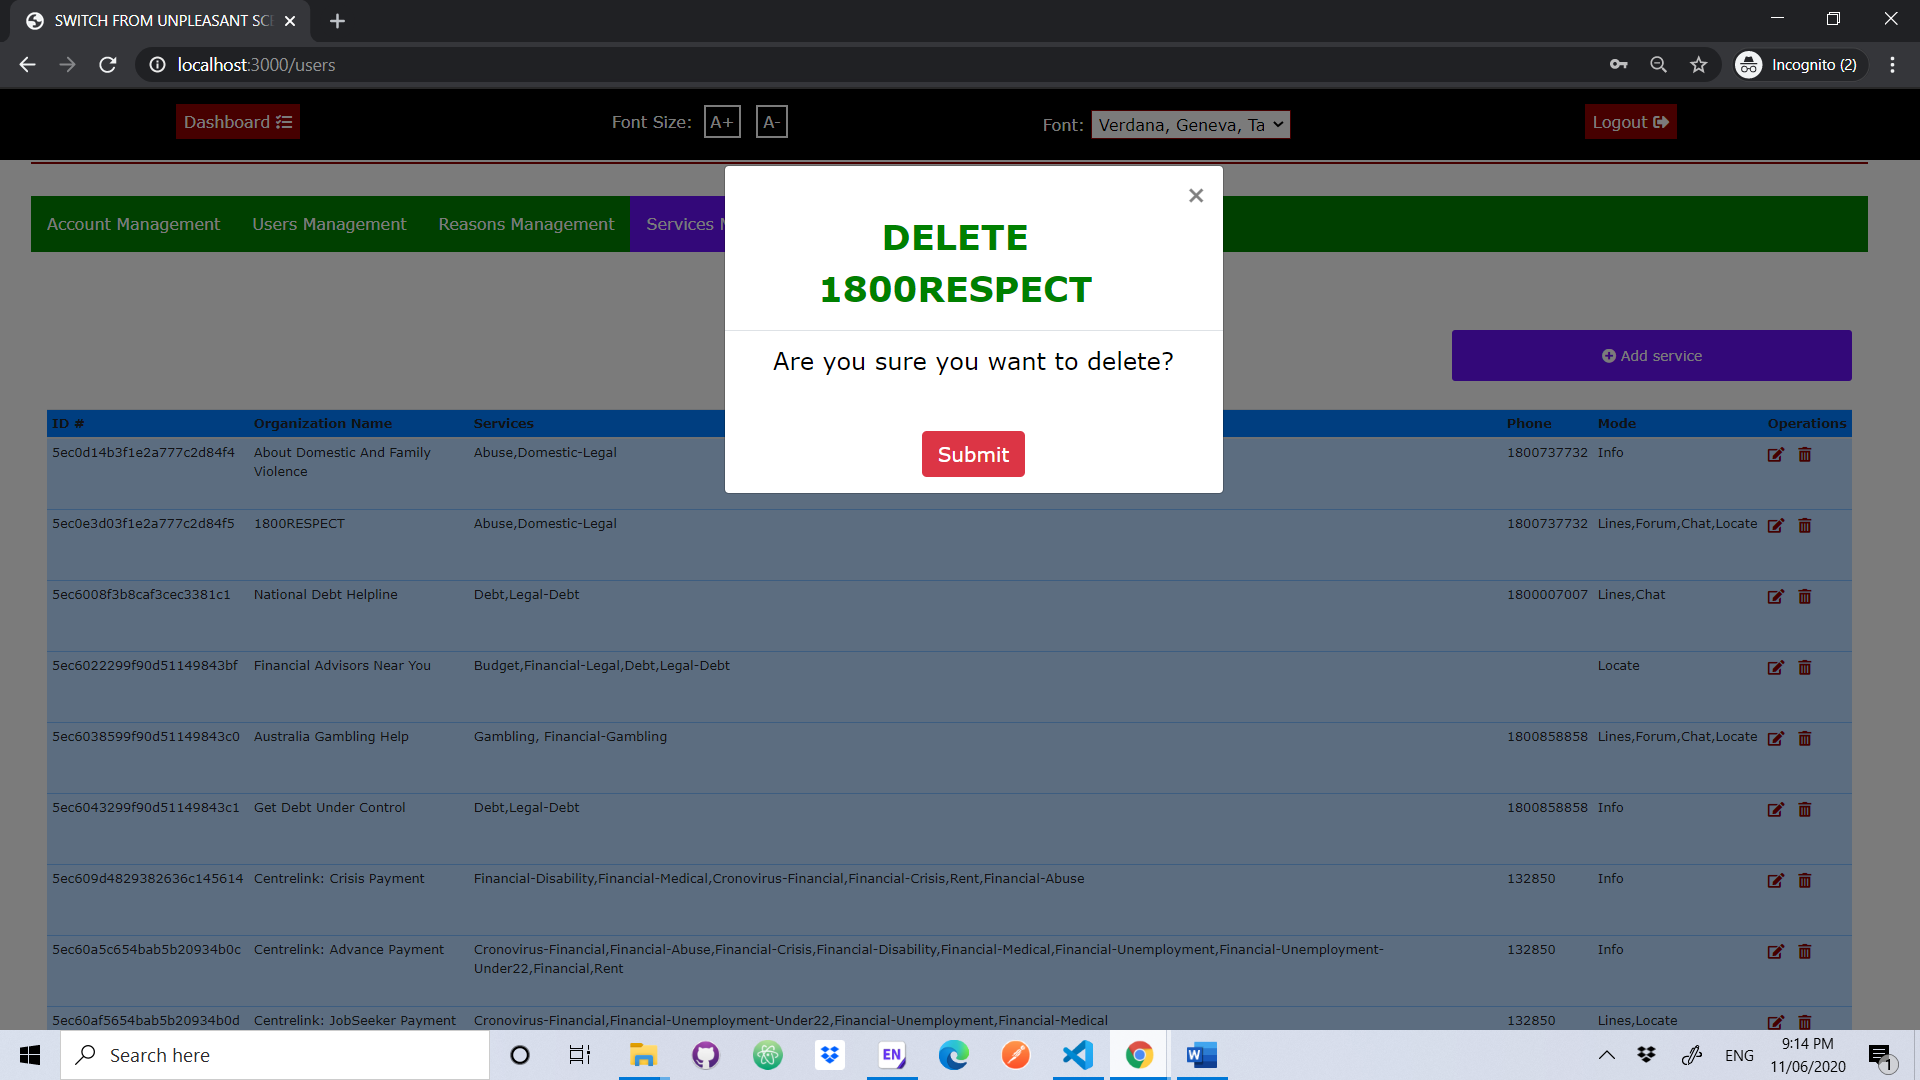 SWITCH FROM UNPLEASANT SCE
localhost:3000/users
Incognito (2)
Dashboard
Font Size: A+ A-
Font: Verdana, Geneva, Ta
Logout
Account Management Users Management Reasons Management Services M
×
DELETE
1800RESPECT
Are you sure you want to delete?
Submit
Add service
ID # Organization Name Services Phone Mode Operations
5ec0d14b3f1e2a777c2d84f4 About Domestic And Family Abuse,Domestic-Legal 1800737732 Info
Violence
5ec0e3d03f1e2a777c2d84f5 1800RESPECT Abuse,Domestic-Legal 1800737732 Lines,Forum,Chat,Locate
5ec6008f3b8caf3cec3381c1 National Debt Helpline Debt,Legal-Debt 1800007007 Lines,Chat
5ec6022299f90d51149843bf Financial Advisors Near You Budget,Financial-Legal,Debt,Legal-Debt Locate
5ec6038599f90d51149843c0 Australia Gambling Help Gambling, Financial-Gambling 1800858858 Lines,Forum,Chat,Locate
5ec6043299f90d51149843c1 Get Debt Under Control Debt,Legal-Debt 1800858858 Info
5ec609d4829382636c145614 Centrelink: Crisis Payment Financial-Disability,Financial-Medical,Cronovirus-Financial,Financial-Crisis,Rent,Financial-Abuse 132850 Info
5ec60a5c654bab5b20934b0c Centrelink: Advance Payment Cronovirus-Financial,Financial-Abuse,Financial-Crisis,Financial-Disability,Financial-Medical,Financial-Unemployment,Financial-Unemployment- 132850 Info
Under22,Financial,Rent
5ec60af5654bab5b20934b0d Centrelink: JobSeeker Payment Cronovirus-Financial,Financial-Unemployment-Under22,Financial-Unemployment,Financial-Medical 132850 Lines,Locate
Search here
EN
W
ENG
9:14 PM
11/06/2020
1